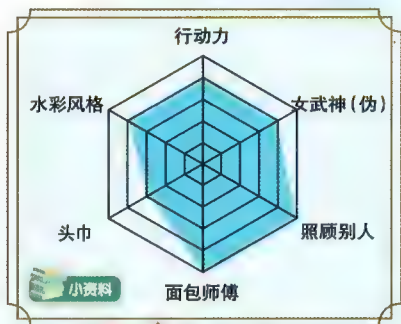 行动力
水彩风格
女武神（伪）
头巾
照顾别人
面包师傅
小资料